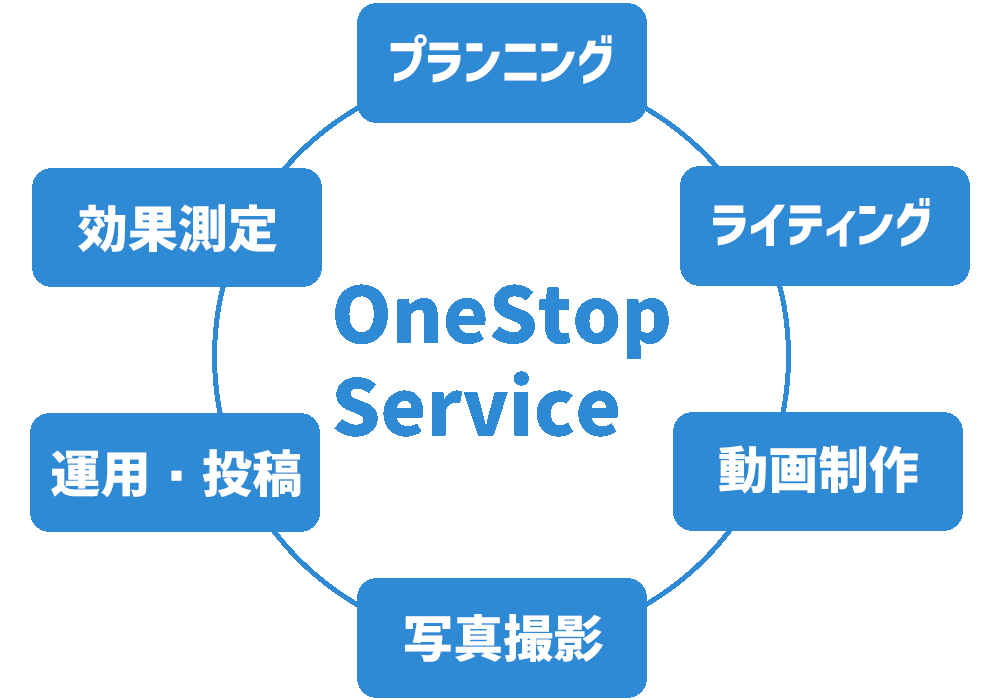 プランニング
効果測定
ライティング
OneStop
Service
運用・投稿
動画制作
写真撮影